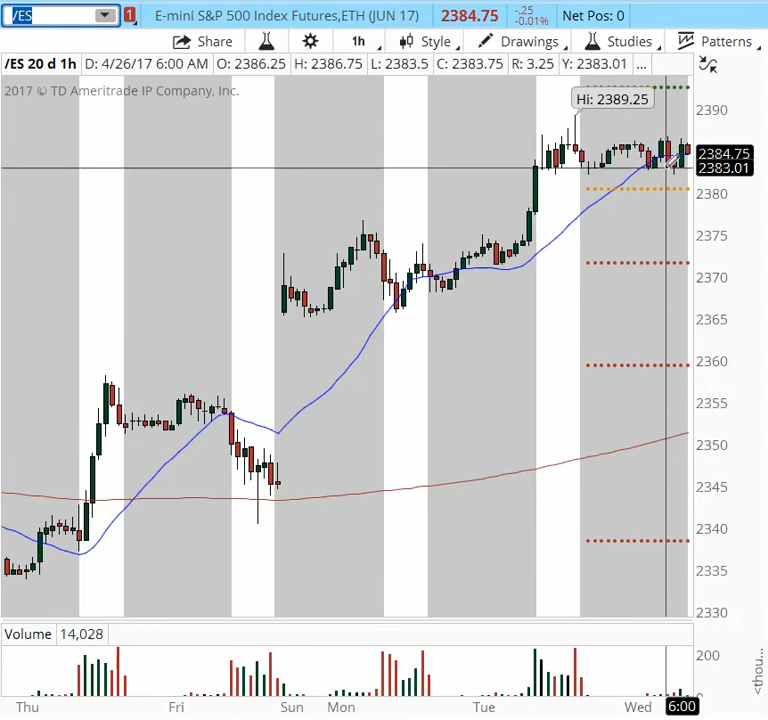 /ES 1 E-mini S&P 500 Index Futures,ETH (JUN 17) 2384.75 -.25 -0.01% Net Pos: 0
Share 1h Style Drawings Studies Patterns
/ES 20 d 1h D: 4/26/17 6:00 AM O: 2386.25 H: 2386.75 L: 2383.5 C: 2383.75 R: 3.25 Y: 2383.01 ...
2017 © TD Ameritrade IP Company, Inc.
Hi: 2389.25
2390
2384.75
2383.01
2380
2375
2370
2365
2360
2355
2350
2345
2340
2335
2330
Volume 14,028
200
0
<thou...
Thu Fri Sun Mon Tue Wed 6:00